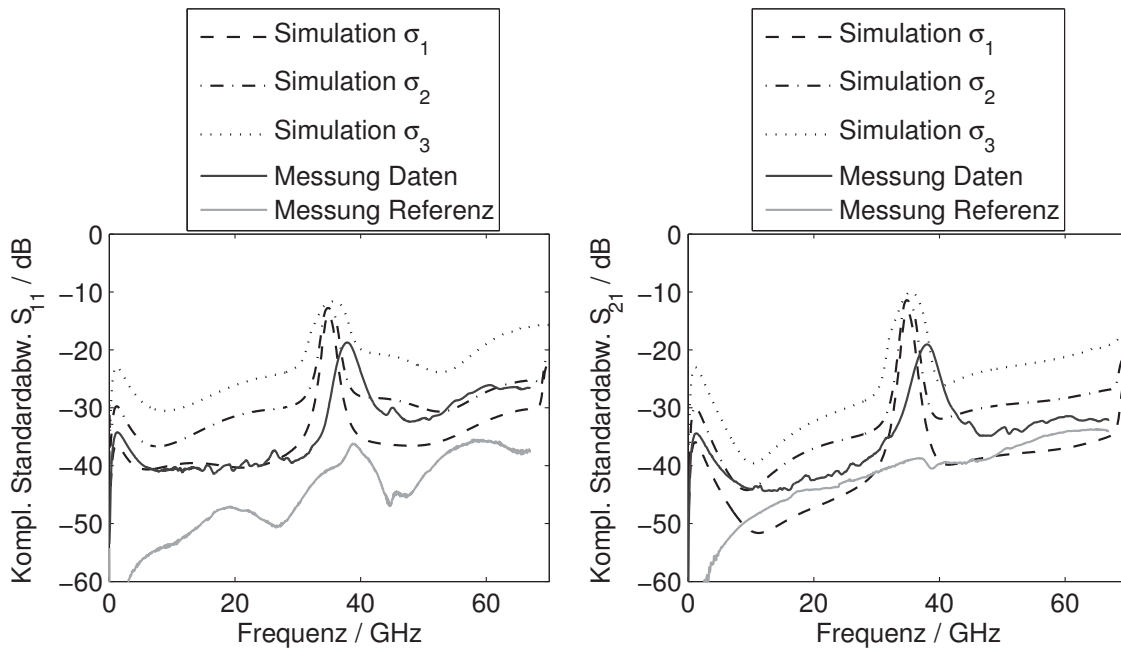 Simulation σ1
Simulation σ2
Simulation σ3
Messung Daten
Messung Referenz
Kompl. Standardabw. S11 / dB
0
−10
−20
−30
−40
−50
−60
0 20 40 60
Frequenz / GHz
Simulation σ1
Simulation σ2
Simulation σ3
Messung Daten
Messung Referenz
Kompl. Standardabw. S21 / dB
0
−10
−20
−30
−40
−50
−60
0 20 40 60
Frequenz / GHz